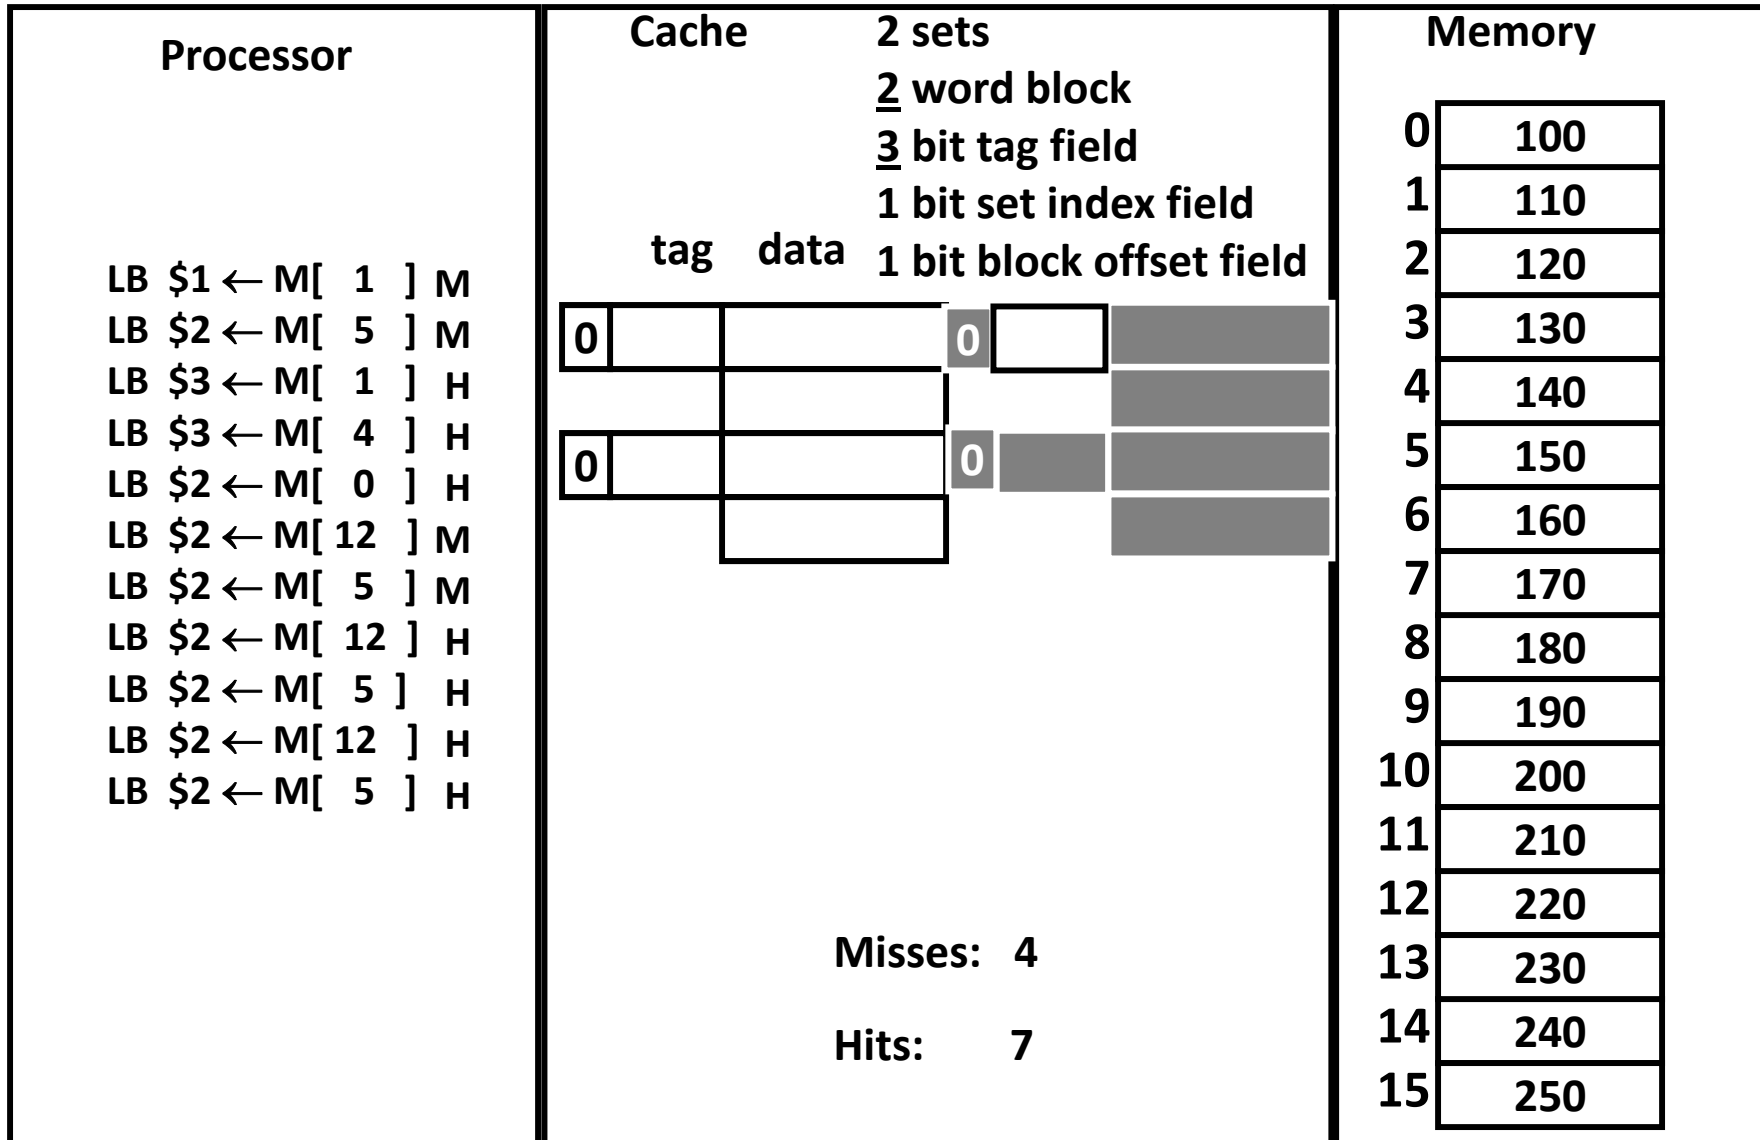 Processor
LB $1 ← M[ 1 ] M
LB $2 ← M[ 5 ] M
LB $3 ← M[ 1 ] H
LB $3 ← M[ 4 ] H
LB $2 ← M[ 0 ] H
LB $2 ← M[ 12 ] M
LB $2 ← M[ 5 ] M
LB $2 ← M[ 12 ] H
LB $2 ← M[ 5 ] H
LB $2 ← M[ 12 ] H
LB $2 ← M[ 5 ] H
Cache
2 sets
2 word block
3 bit tag field
1 bit set index field
1 bit block offset field
tag data
0 0
0 0
Misses: 4
Hits: 7
Memory
0 100
1 110
2 120
3 130
4 140
5 150
6 160
7 170
8 180
9 190
10 200
11 210
12 220
13 230
14 240
15 250